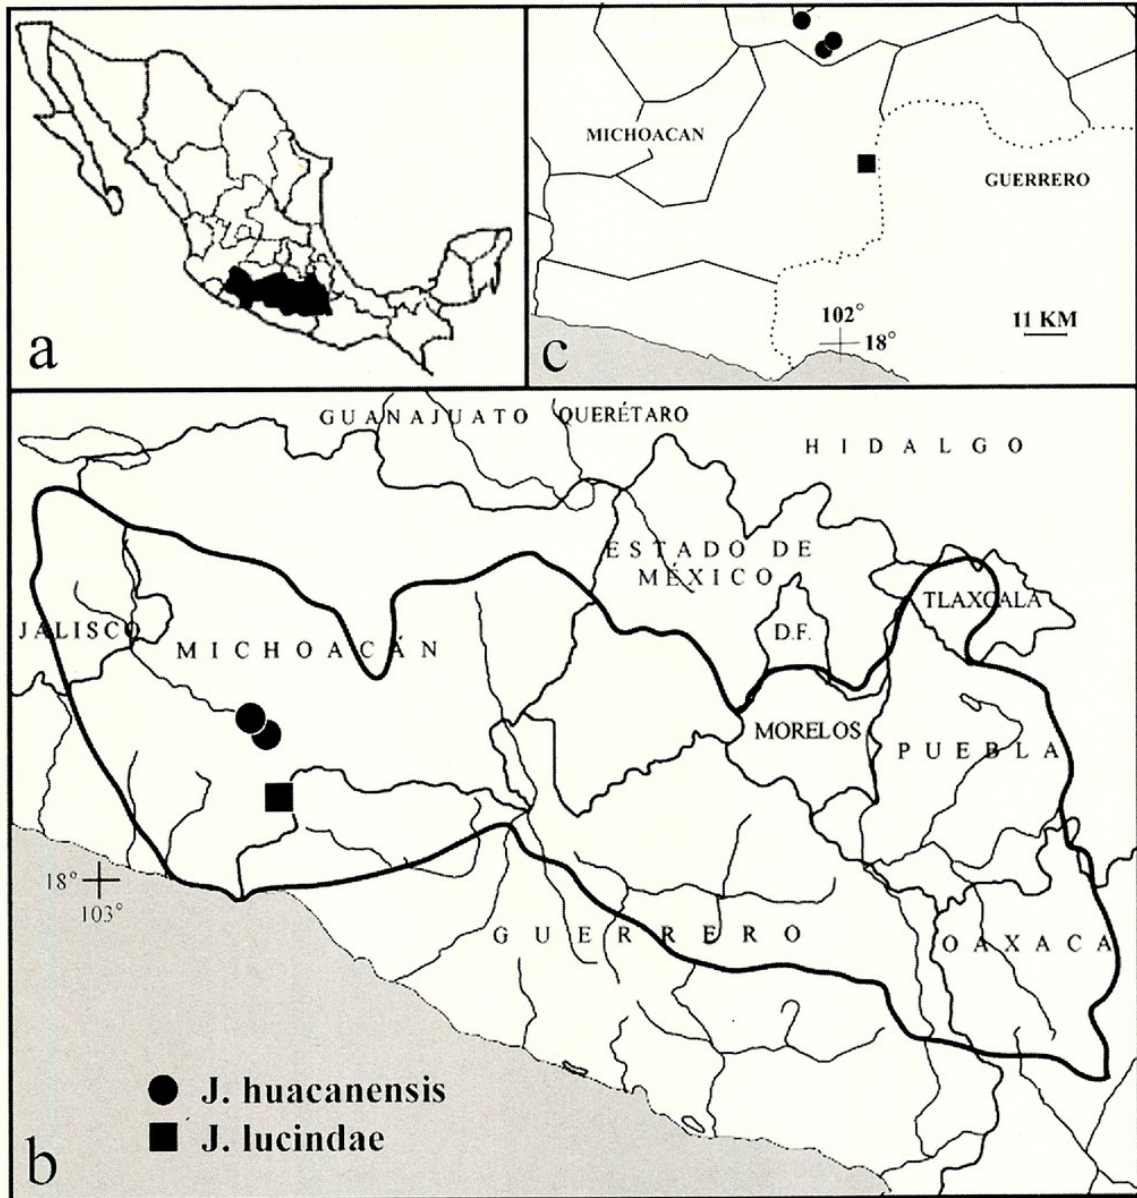 a
MICHOACAN
GUERRERO
102°
18°
11 KM
c
GUANAJUATO
QUERÉTARO
HIDALGO
ESTADO DE
MÉXICO
TLAXCALA
JALISCO
MICHOACÁN
D.F.
MORELOS
PUEBLA
18°
103°
GUERRERO
OAXACA
J. huacanensis
J. lucindae
b